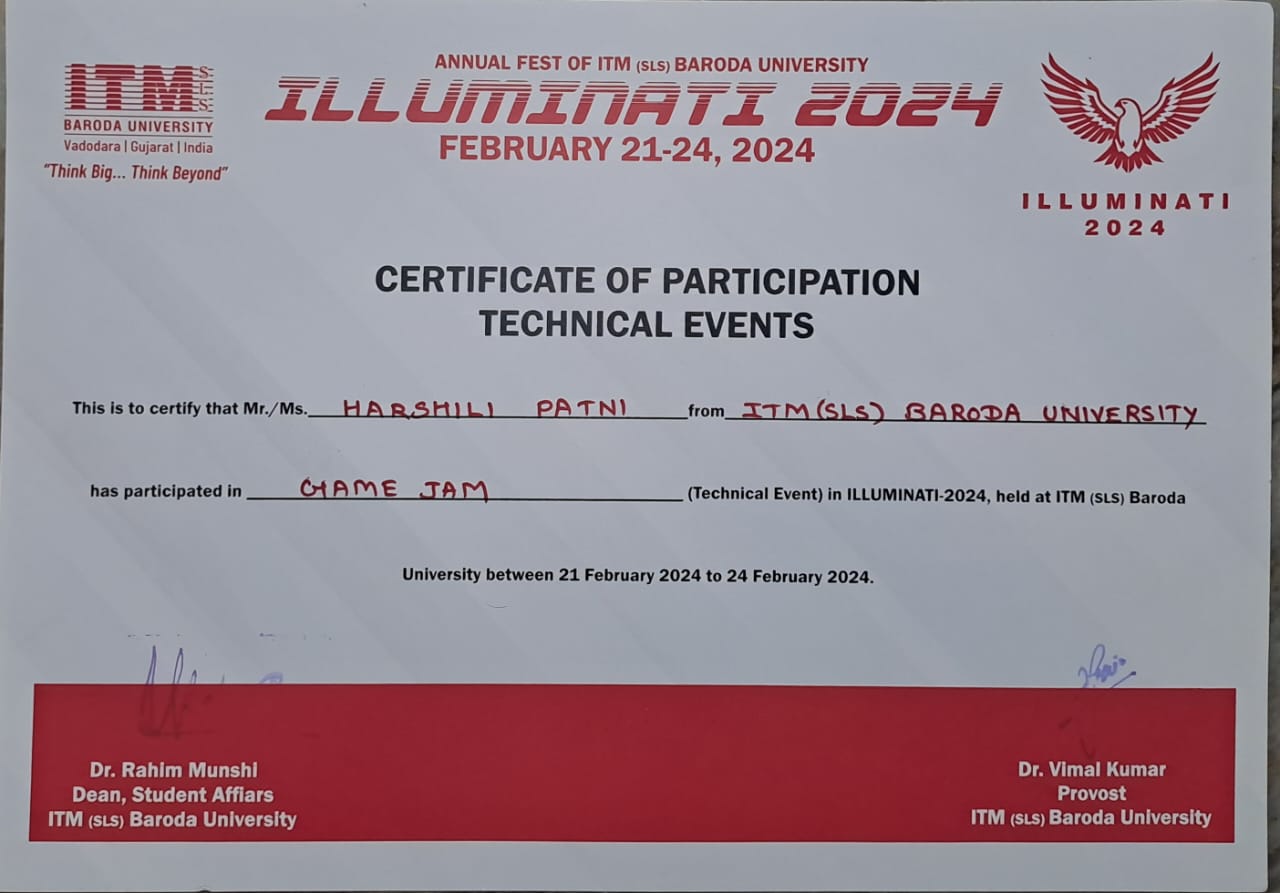 ITM SLS
BARODA UNIVERSITY
Vadodara | Gujarat | India
"Think Big... Think Beyond"
ANNUAL FEST OF ITM (SLS) BARODA UNIVERSITY
ILLUMINATI 2024
FEBRUARY 21-24, 2024
ILLUMINATI
2024
CERTIFICATE OF PARTICIPATION
TECHNICAL EVENTS
This is to certify that Mr./Ms. HARSHILI PATNI from ITM (SLS) BARODA UNIVERSITY
has participated in GAME JAM (Technical Event) in ILLUMINATI-2024, held at ITM (SLS) Baroda
University between 21 February 2024 to 24 February 2024.
Dr. Rahim Munshi
Dean, Student Affiars
ITM (SLS) Baroda University
Dr. Vimal Kumar
Provost
ITM (SLS) Baroda University